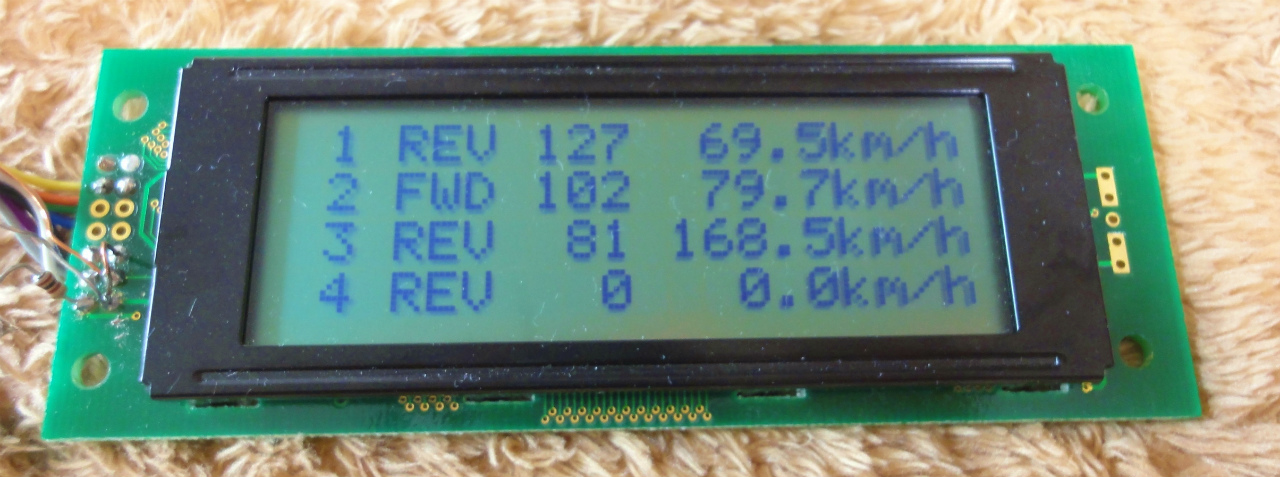 1 REV 127 69.5km/h
2 FWD 102 79.7km/h
3 REV 81 168.5km/h
4 REV 0 0.0km/h